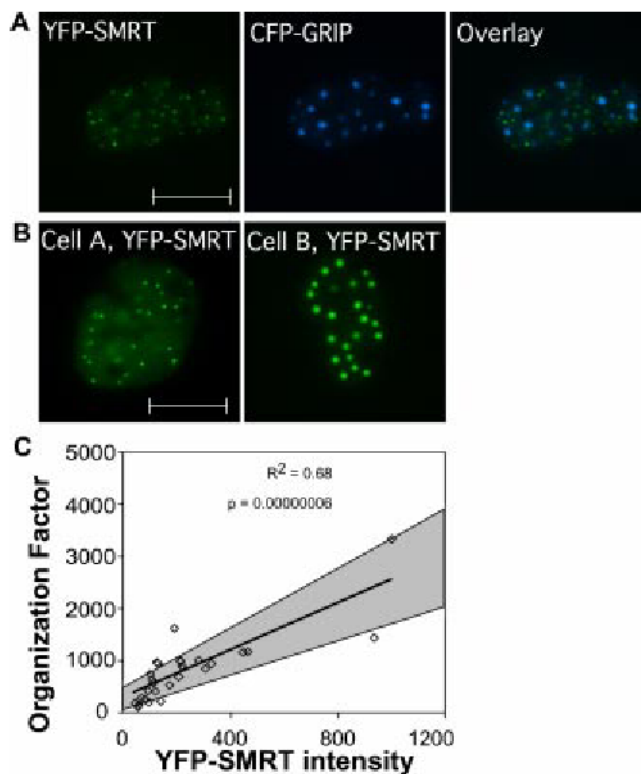 A
YFP-SMRT
CFP-GRIP
Overlay
B
Cell A, YFP-SMRT
Cell B, YFP-SMRT
C
R² = 0.68
p = 0.00000006
5000
4000
3000
2000
1000
0
Organization Factor
0 400 800 1200
YFP-SMRT intensity